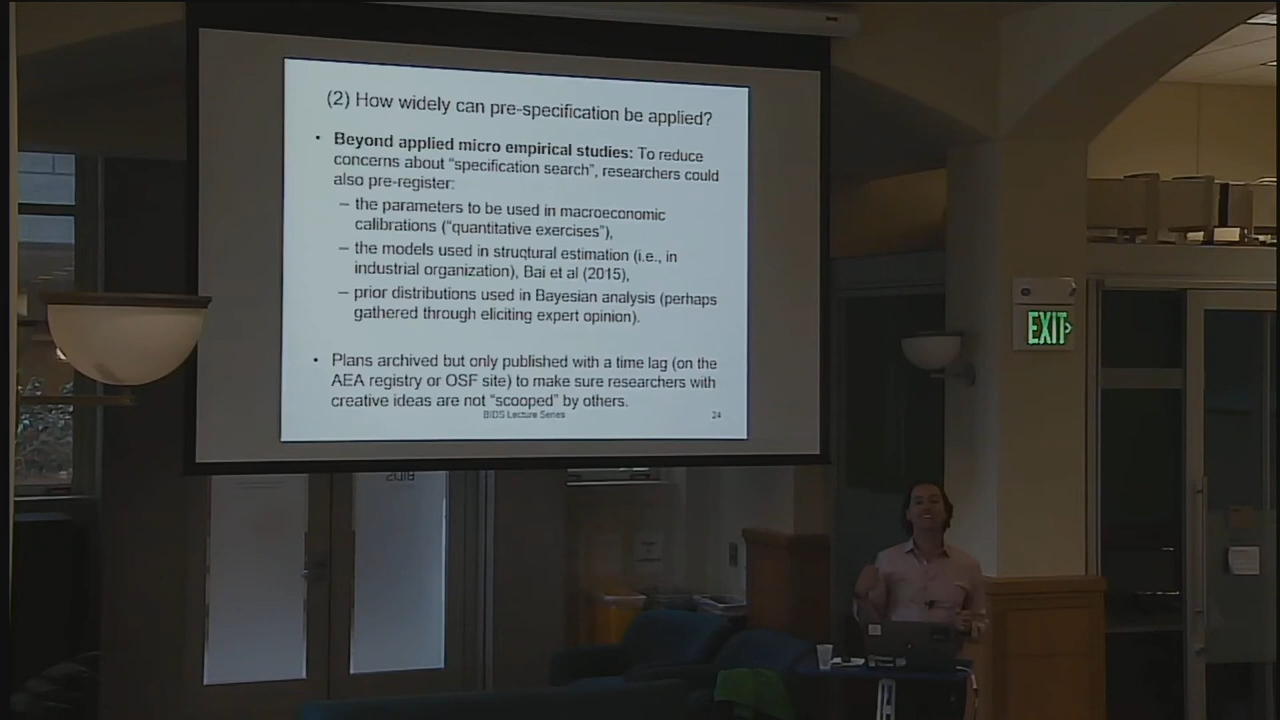 (2) How widely can pre-specification be applied?
• Beyond applied micro empirical studies: To reduce
concerns about “specification search”, researchers could
also pre-register:
– the parameters to be used in macroeconomic
calibrations (“quantitative exercises”),
– the models used in structural estimation (i.e., in
industrial organization), Bai et al (2015),
– prior distributions used in Bayesian analysis (perhaps
gathered through eliciting expert opinion).
• Plans archived but only published with a time lag (on the
AEA registry or OSF site) to make sure researchers with
creative ideas are not “scooped” by others.
BIDS Lecture Series
24
EXIT